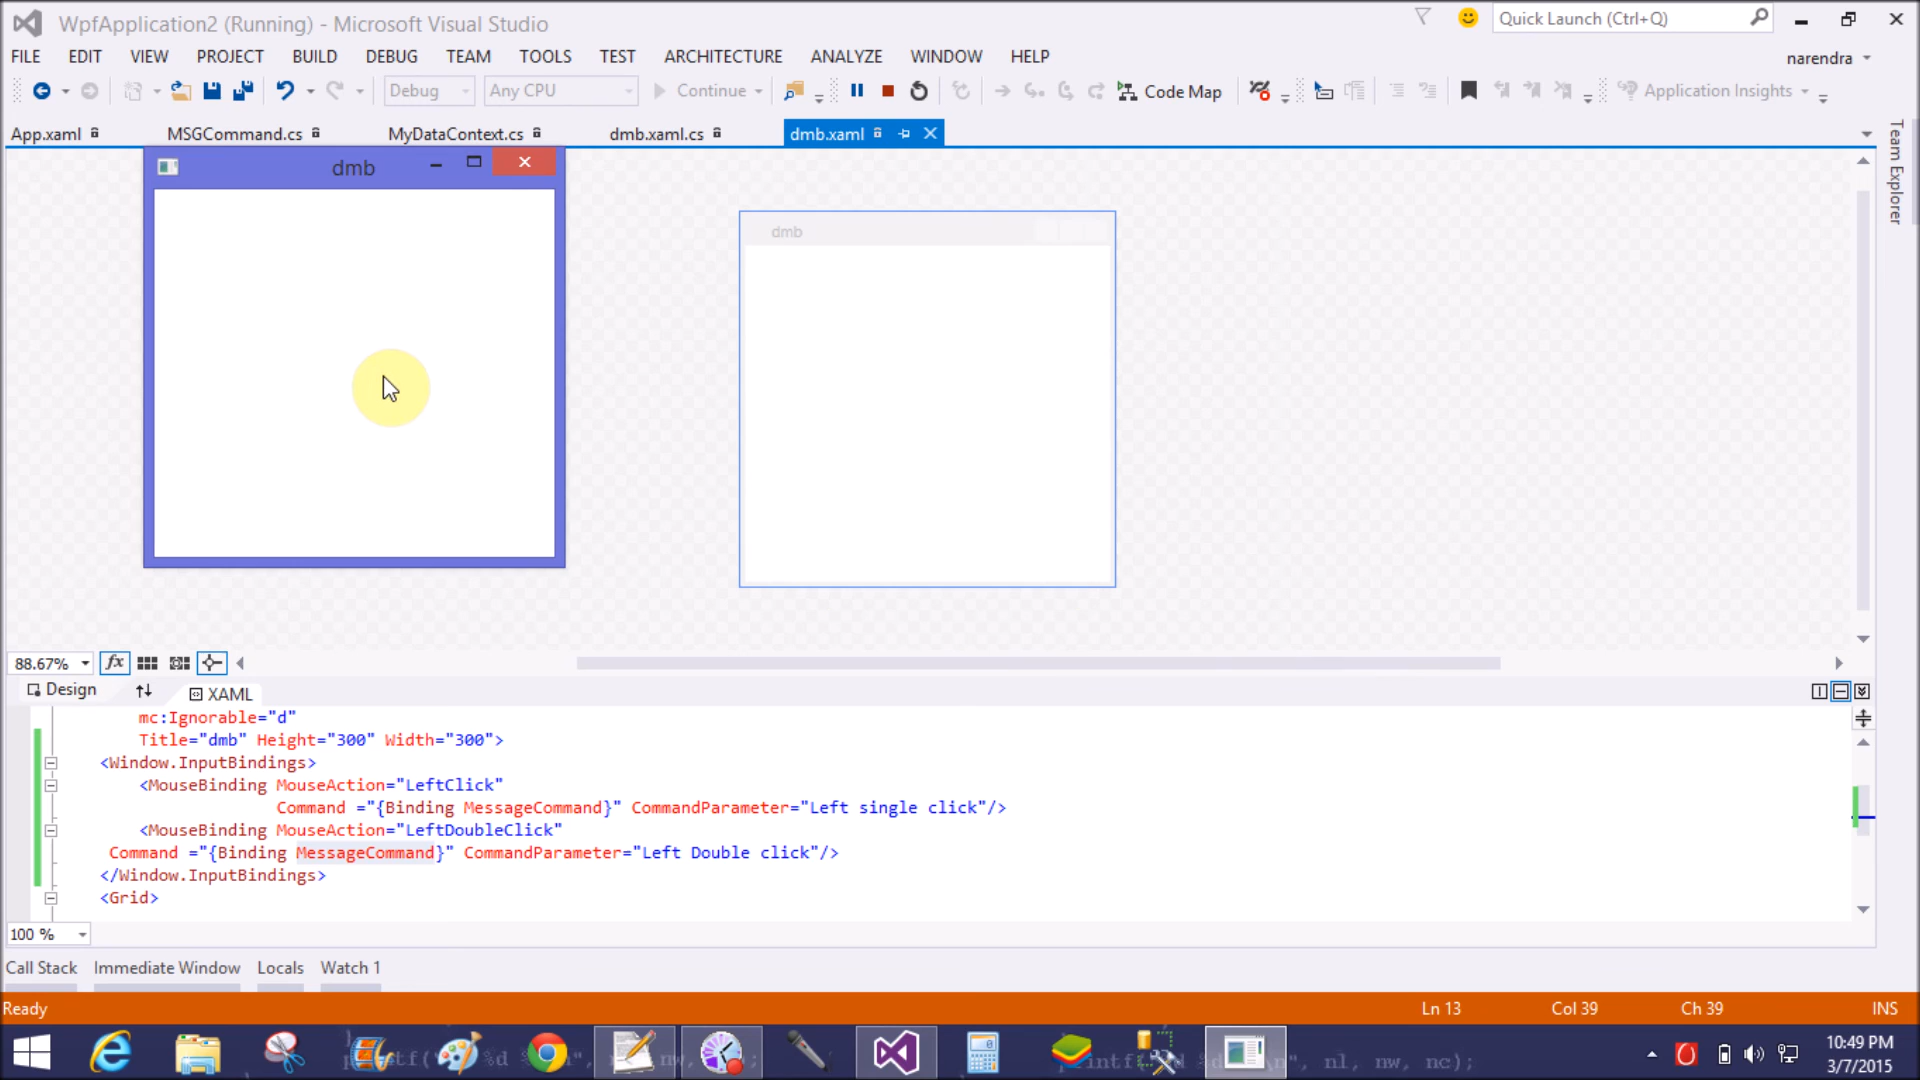 WpfApplication2 (Running) - Microsoft Visual Studio
Quick Launch (Ctrl+Q)
FILE EDIT VIEW PROJECT BUILD DEBUG TEAM TOOLS TEST ARCHITECTURE ANALYZE WINDOW HELP
narendra
Debug Any CPU Continue Code Map Application Insights
App.xaml MSGCommand.cs MyDataContext.cs dmb.xaml.cs dmb.xaml
Team Explorer
dmb
dmb
88.67% fx
Design XAML
mc:Ignorable="d"
Title="dmb" Height="300" Width="300">
<Window.InputBindings>
<MouseBinding MouseAction="LeftClick"
Command ="{Binding MessageCommand}" CommandParameter="Left single click"/>
<MouseBinding MouseAction="LeftDoubleClick"
Command ="{Binding MessageCommand}" CommandParameter="Left Double click"/>
</Window.InputBindings>
<Grid>
100 %
Call Stack Immediate Window Locals Watch 1
Ready Ln 13 Col 39 Ch 39 INS
10:49 PM
nl, nw, nc);
3/7/2015